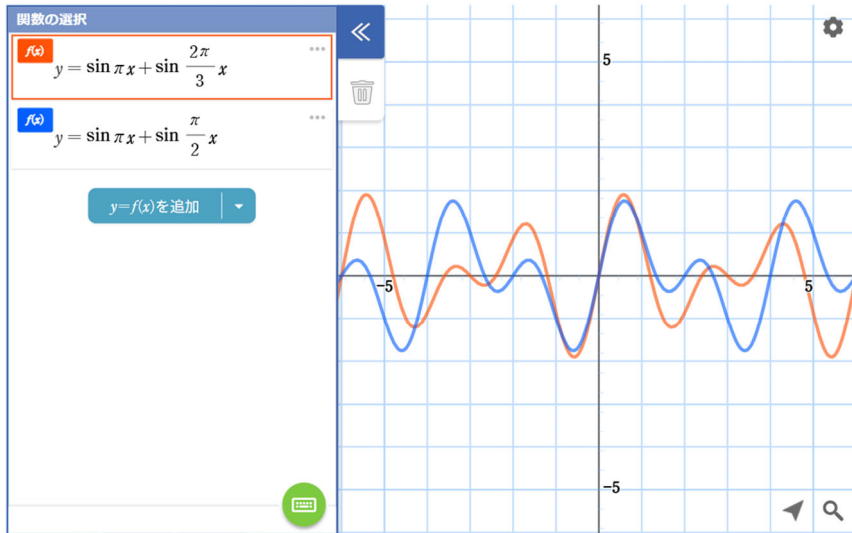 関数の選択
f(x)
y = sin πx + sin 2π/3 x
f(x)
y = sin πx + sin π/2 x
y=f(x)を追加
5
−5
5
−5